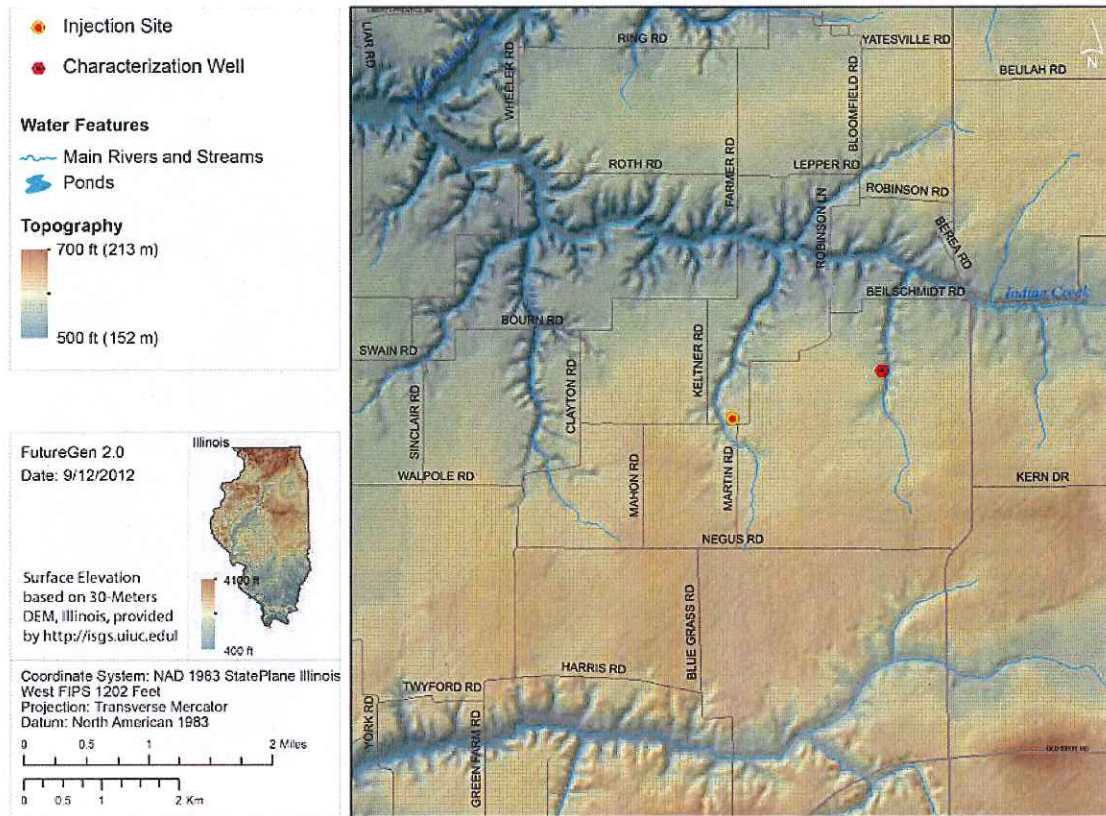 Injection Site
Characterization Well
Water Features
Main Rivers and Streams
Ponds
Topography
700 ft (213 m)
500 ft (152 m)
FutureGen 2.0
Date: 9/12/2012
Illinois
Surface Elevation
based on 30-Meters
DEM, Illinois, provided
by http://isgs.uiuc.edul
4100 ft
400 ft
Coordinate System: NAD 1983 StatePlane Illinois
West FIPS 1202 Feet
Projection: Transverse Mercator
Datum: North American 1983
0 0.5 1 2 Miles
0 0.5 1 2 Km
LIAR RD
WHEELER RD
RING RD
YATESVILLE RD
BEULAH RD
N
BLOOMFIELD RD
ROTH RD
FARMER RD
LEPPER RD
ROBINSON RD
ROBINSON LN
BEREA RD
BEILSCHMIDT RD
Indian Creek
BOURN RD
SWAIN RD
SINCLAIR RD
CLAYTON RD
KELTNER RD
WALPOLE RD
MAHON RD
MARTIN RD
KERN DR
NEGUS RD
BLUE GRASS RD
HARRIS RD
TWYFORD RD
YORK RD
GREEN FARM RD
OLD STATE RD